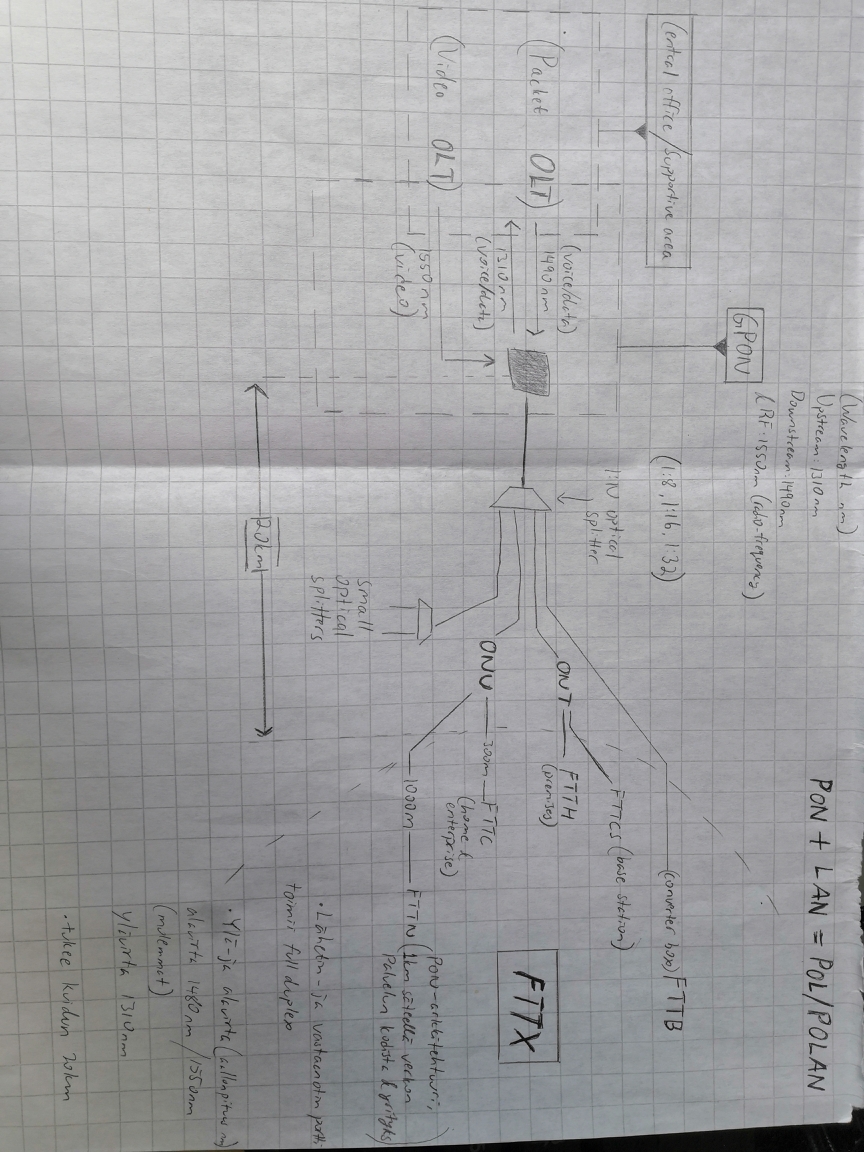 (Wavelength nm)
Upstream: 1310nm
Downstream: 1490nm
& RF: 1550nm (radio-frequency)
PON + LAN = POL/POLAN
GPON
Central office/Supportive area
(1:8, 1:16, 1:32)
1:N optical
splitter
(converter box) FTTB
FTTCS (base station)
ONT
FTTH
(premises)
FTTX
(Packet OLT)
(voice/data)
1490nm
1310nm
(voice/data)
(Video OLT)
1550nm
(video)
ONU
300m
FTTC
(home &
enterprise)
1000m
FTTN
(PON-arkkitehtuuri,
1km säteellä verkon
Palvelun kodista & yrityks)
small
optical
splitters
20km
• Lähetin- ja vastaanotin portti
toimii full duplex
• Ylä- ja alavirta (aallonpituus nm)
alavirta 1480nm / 1550nm
(molemmat)
ylävirta 1310nm
• tukee kuidun 20km